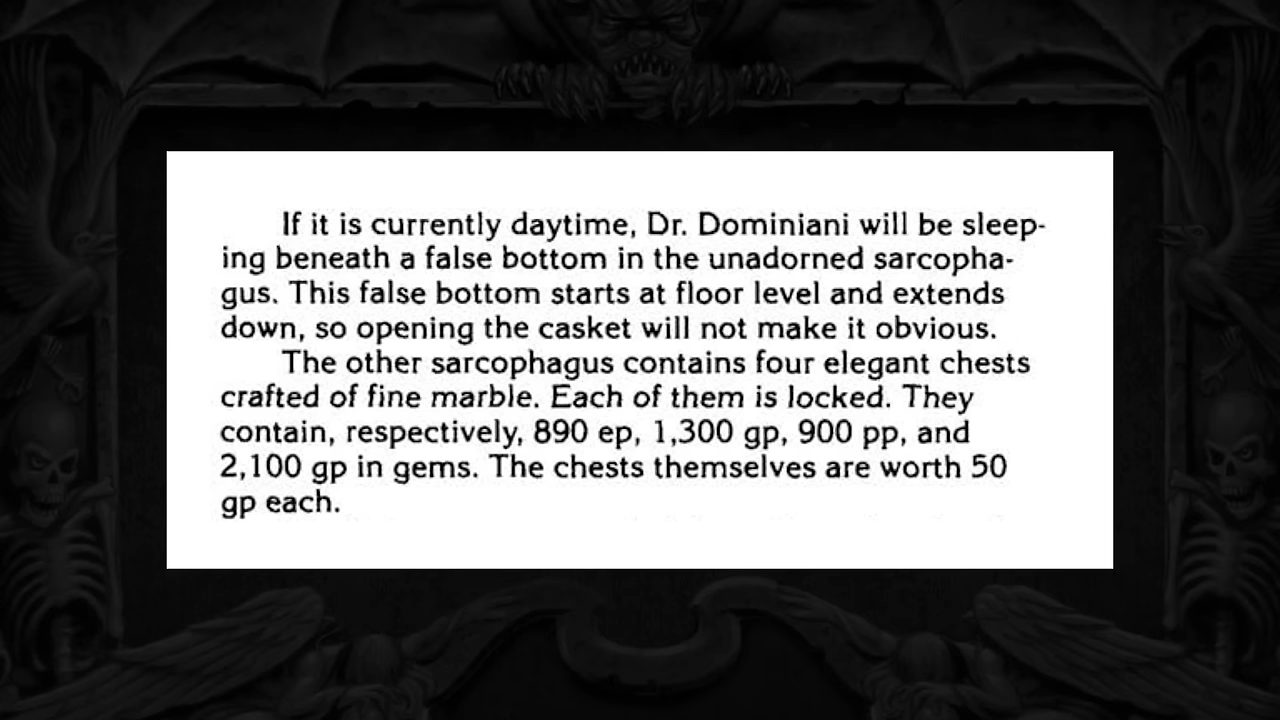 If it is currently daytime, Dr. Dominiani will be sleep-
ing beneath a false bottom in the unadorned sarcopha-
gus. This false bottom starts at floor level and extends
down, so opening the casket will not make it obvious.
The other sarcophagus contains four elegant chests
crafted of fine marble. Each of them is locked. They
contain, respectively, 890 ep, 1,300 gp, 900 pp, and
2,100 gp in gems. The chests themselves are worth 50
gp each.